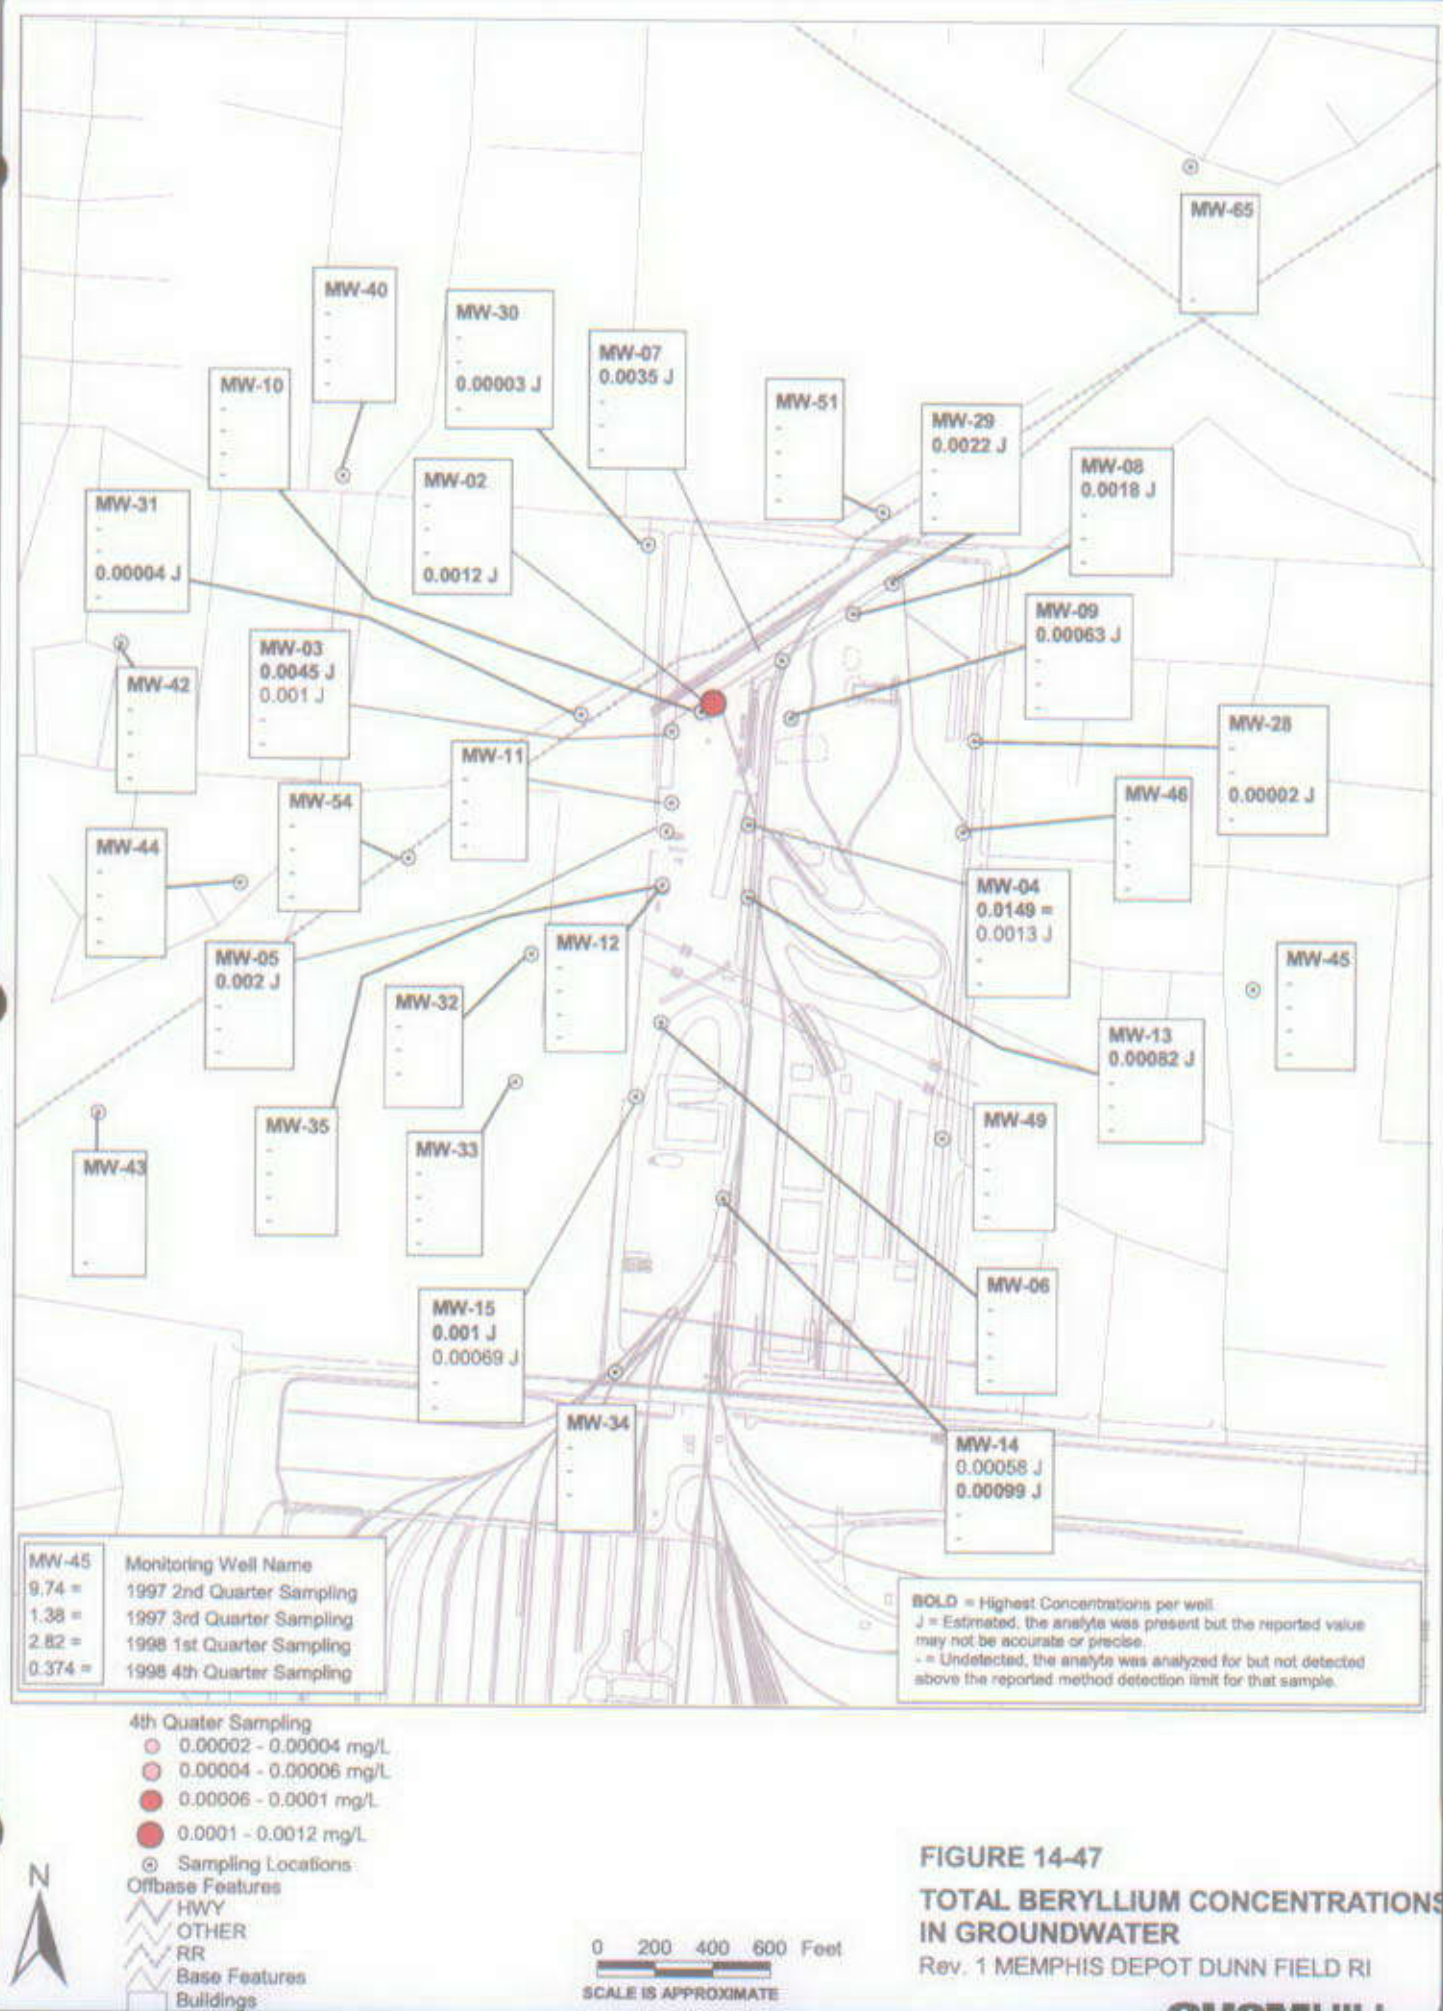 MW-65
-
MW-40
-
-
-
-
MW-30
-
-
0.00003 J
-
MW-07
0.0035 J
-
-
-
MW-10
-
-
-
-
MW-51
-
-
-
-
MW-29
0.0022 J
-
-
-
MW-08
0.0018 J
-
-
-
MW-02
-
-
-
0.0012 J
MW-31
-
-
-
0.00004 J
MW-09
0.00063 J
-
-
-
MW-03
0.0045 J
0.001 J
-
-
MW-42
-
-
-
-
MW-28
-
-
0.00002 J
-
MW-11
-
-
-
-
MW-46
-
-
-
-
MW-54
-
-
-
-
MW-44
-
-
-
-
MW-04
0.0149 =
0.0013 J
-
-
MW-12
-
-
-
-
MW-05
0.002 J
-
-
-
MW-45
-
-
-
-
MW-32
-
-
-
MW-13
0.00082 J
-
-
-
MW-35
-
-
-
-
MW-49
-
-
-
-
MW-33
-
-
-
-
MW-43
-
MW-06
-
-
-
-
MW-15
0.001 J
0.00069 J
-
-
MW-34
-
-
-
MW-14
0.00058 J
0.00099 J
-
-
MW-45 Monitoring Well Name
9.74 = 1997 2nd Quarter Sampling
1.38 = 1997 3rd Quarter Sampling
2.82 = 1998 1st Quarter Sampling
0.374 = 1998 4th Quarter Sampling
BOLD = Highest Concentrations per well.
J = Estimated, the analyte was present but the reported value
may not be accurate or precise.
- = Undetected, the analyte was analyzed for but not detected
above the reported method detection limit for that sample.
4th Quater Sampling
0.00002 - 0.00004 mg/L
0.00004 - 0.00006 mg/L
0.00006 - 0.0001 mg/L
0.0001 - 0.0012 mg/L
Sampling Locations
Offbase Features
HWY
OTHER
RR
Base Features
Buildings
N
0 200 400 600 Feet
SCALE IS APPROXIMATE
FIGURE 14-47
TOTAL BERYLLIUM CONCENTRATIONS
IN GROUNDWATER
Rev. 1 MEMPHIS DEPOT DUNN FIELD RI